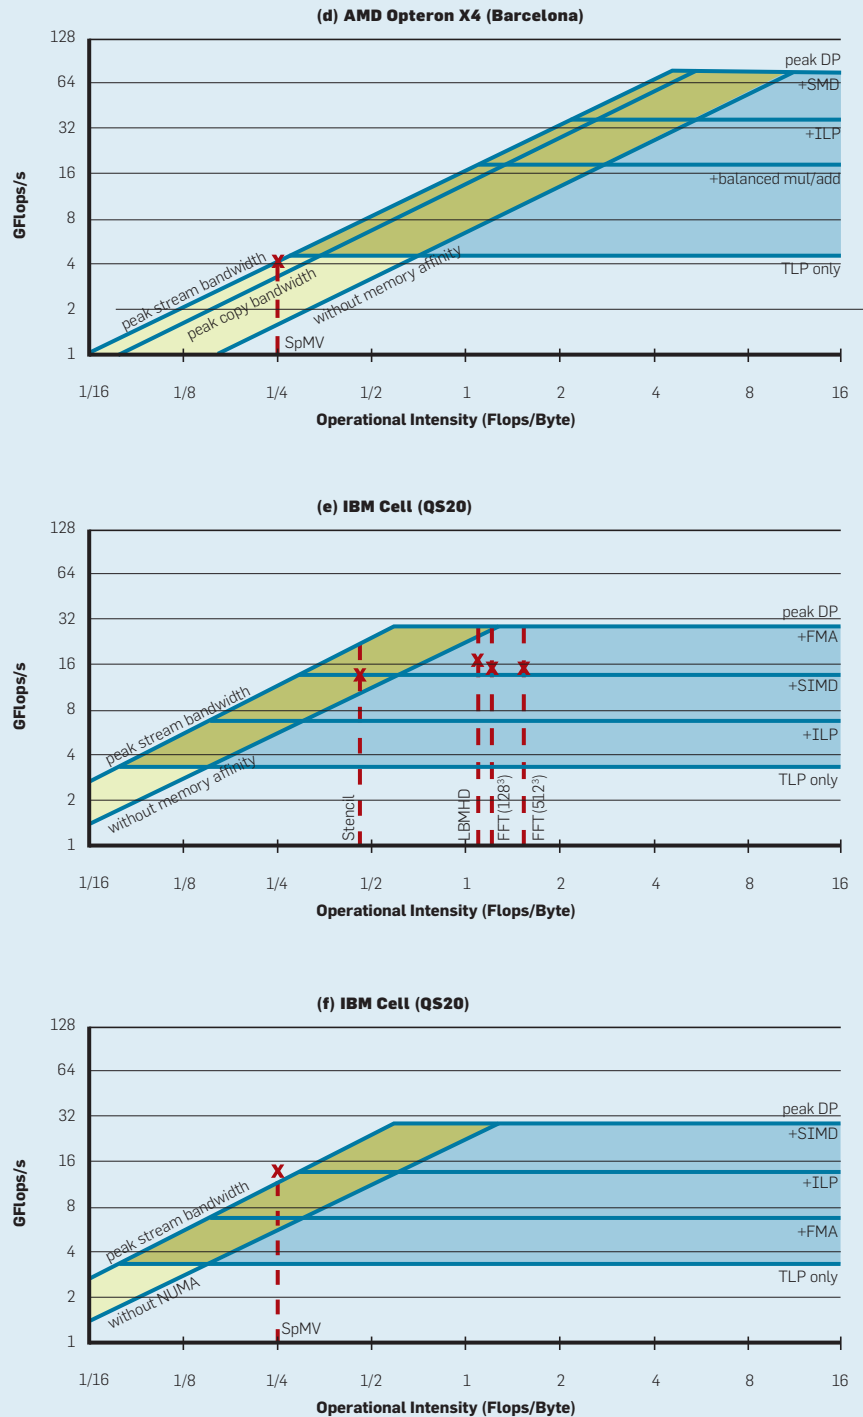 (d) AMD Opteron X4 (Barcelona)
128
64
32
16
8
4
2
1
GFlops/s
peak DP
+SMD
+ILP
+balanced mul/add
TLP only
peak stream bandwidth
peak copy bandwidth
without memory affinity
SpMV
1/16 1/8 1/4 1/2 1 2 4 8 16
Operational Intensity (Flops/Byte)
(e) IBM Cell (QS20)
128
64
32
16
8
4
2
1
GFlops/s
peak DP
+FMA
+SIMD
+ILP
TLP only
peak stream bandwidth
without memory affinity
Stencil
LBMHD
FFT(128³)
FFT(512³)
1/16 1/8 1/4 1/2 1 2 4 8 16
Operational Intensity (Flops/Byte)
(f) IBM Cell (QS20)
128
64
32
16
8
4
2
1
GFlops/s
peak DP
+SIMD
+ILP
+FMA
TLP only
peak stream bandwidth
without NUMA
SpMV
1/16 1/8 1/4 1/2 1 2 4 8 16
Operational Intensity (Flops/Byte)